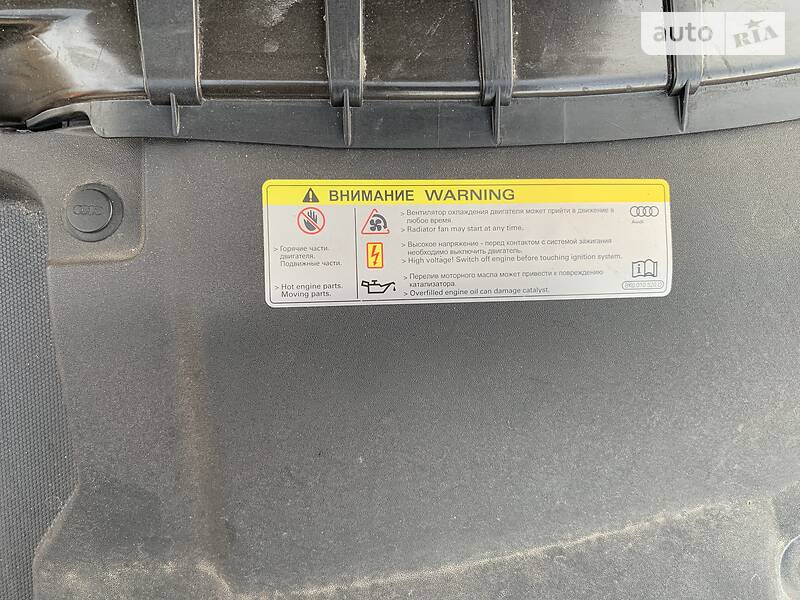 auto RIA
ВНИМАНИЕ WARNING
> Горячие части.
двигателя.
Подвижные части.
> Hot engine parts.
Moving parts.
> Вентилятор охлаждения двигателя может прийти в движение в
любое время.
> Radiator fan may start at any time.
> Высокое напряжение - перед контактом с системой зажигания
необходимо выключить двигатель.
> High voltage! Switch off engine before touching ignition system.
> Перелив моторного масла может привести к повреждению
катализатора.
> Overfilled engine oil can damage catalyst.
Audi
8K0 010 520 D